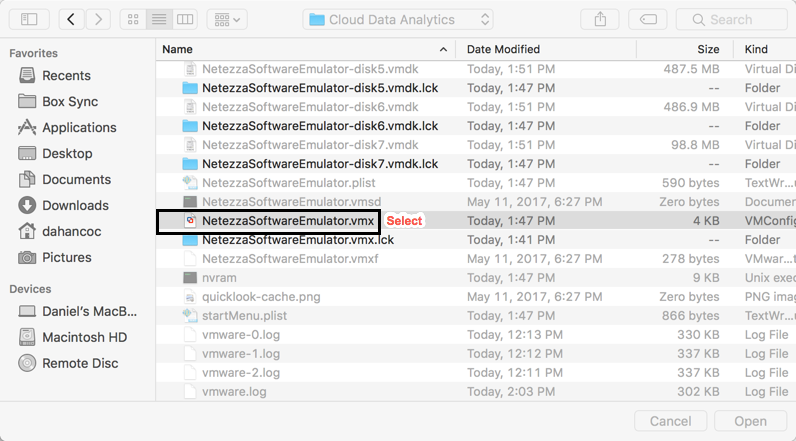 Cloud Data Analytics Search
Favorites Name Date Modified Size Kind
NetezzaSoftwareEmulator-disk5.vmdk Today, 1:51 PM 487.5 MB Virtual Di
Recents NetezzaSoftwareEmulator-disk5.vmdk.lck Today, 1:47 PM -- Folder
Box Sync NetezzaSoftwareEmulator-disk6.vmdk Today, 1:51 PM 486.9 MB Virtual Di
Applications NetezzaSoftwareEmulator-disk6.vmdk.lck Today, 1:47 PM -- Folder
Desktop NetezzaSoftwareEmulator-disk7.vmdk Today, 1:51 PM 98.8 MB Virtual Di
NetezzaSoftwareEmulator-disk7.vmdk.lck Today, 1:47 PM -- Folder
Documents NetezzaSoftwareEmulator.plist Today, 1:47 PM 590 bytes TextWr...
Downloads NetezzaSoftwareEmulator.vmsd May 11, 2017, 6:27 PM Zero bytes Docum
dahancoc NetezzaSoftwareEmulator.vmx Select Today, 1:47 PM 4 KB VMConfig
NetezzaSoftwareEmulator.vmx.lck Today, 1:41 PM -- Folder
Pictures NetezzaSoftwareEmulator.vmxf May 11, 2017, 6:27 PM 278 bytes VMwar...t
nvram Today, 1:47 PM 9 KB Unix exec
Devices quicklook-cache.png May 11, 2017, 6:27 PM Zero bytes PNG imag
Daniel's MacB... startMenu.plist Today, 1:47 PM 866 bytes TextWr...
Macintosh HD vmware-0.log Today, 12:13 PM 330 KB Log File
vmware-1.log Today, 12:12 PM 337 KB Log File
Remote Disc vmware-2.log Today, 12:11 PM 337 KB Log File
vmware.log Today, 2:03 PM 302 KB Log File
Cancel Open